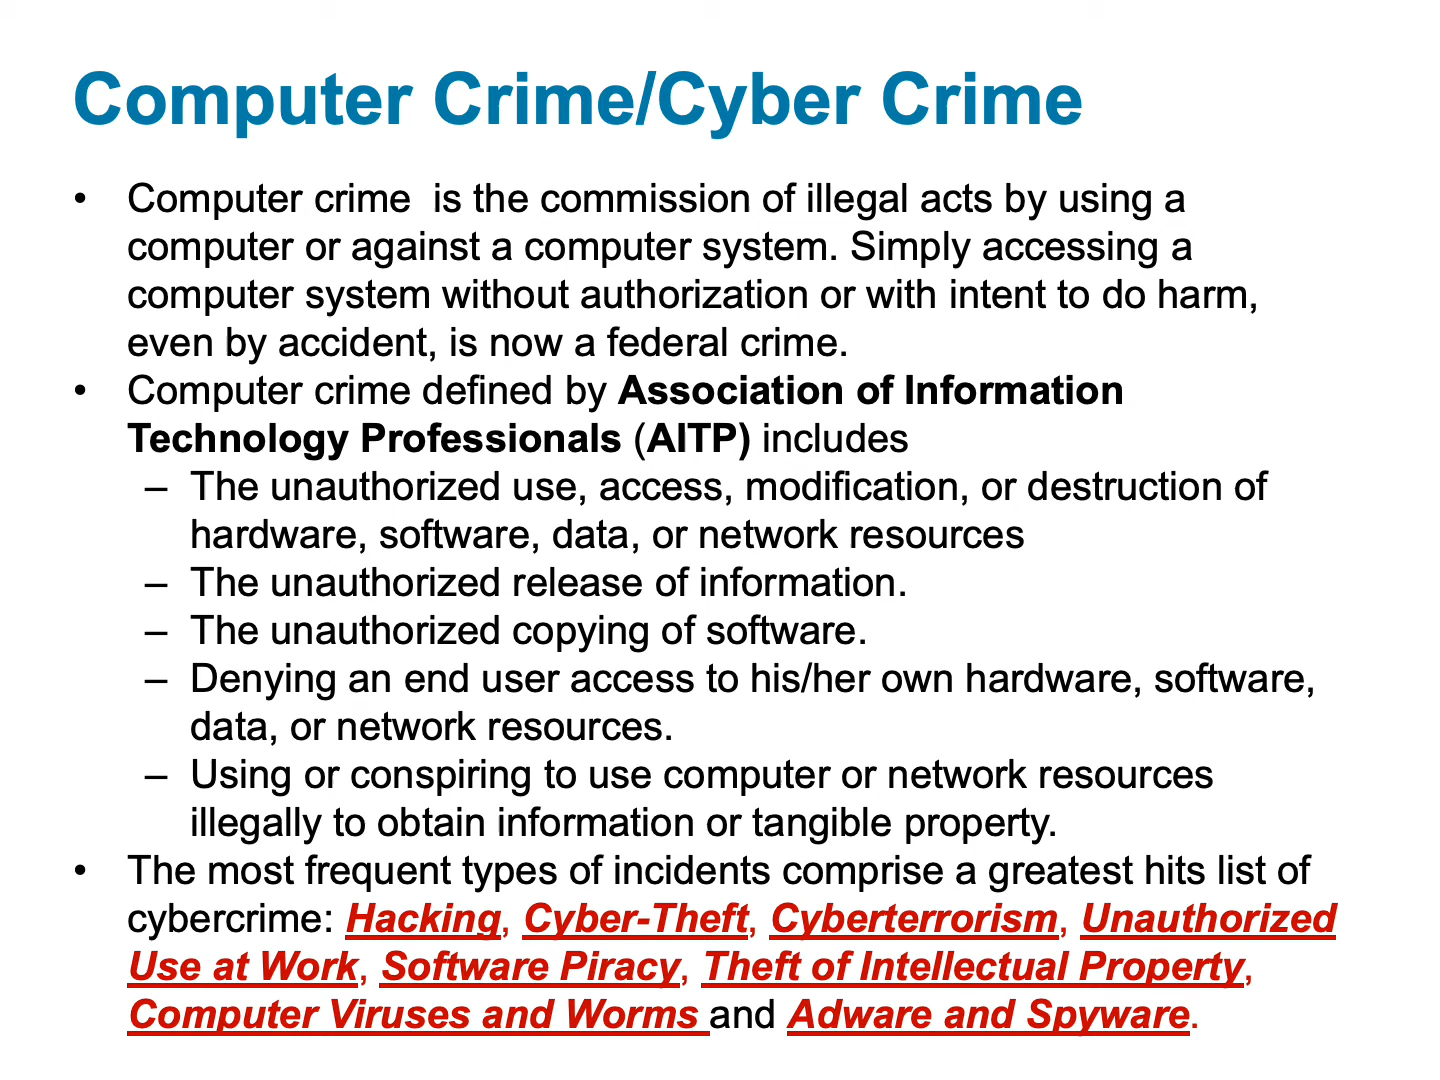 Computer Crime/Cyber Crime
• Computer crime  is the commission of illegal acts by using a
computer or against a computer system. Simply accessing a
computer system without authorization or with intent to do harm,
even by accident, is now a federal crime.
• Computer crime defined by Association of Information
Technology Professionals (AITP) includes
– The unauthorized use, access, modification, or destruction of
hardware, software, data, or network resources
– The unauthorized release of information.
– The unauthorized copying of software.
– Denying an end user access to his/her own hardware, software,
data, or network resources.
– Using or conspiring to use computer or network resources
illegally to obtain information or tangible property.
• The most frequent types of incidents comprise a greatest hits list of
cybercrime: Hacking, Cyber-Theft, Cyberterrorism, Unauthorized
Use at Work, Software Piracy, Theft of Intellectual Property,
Computer Viruses and Worms and Adware and Spyware.